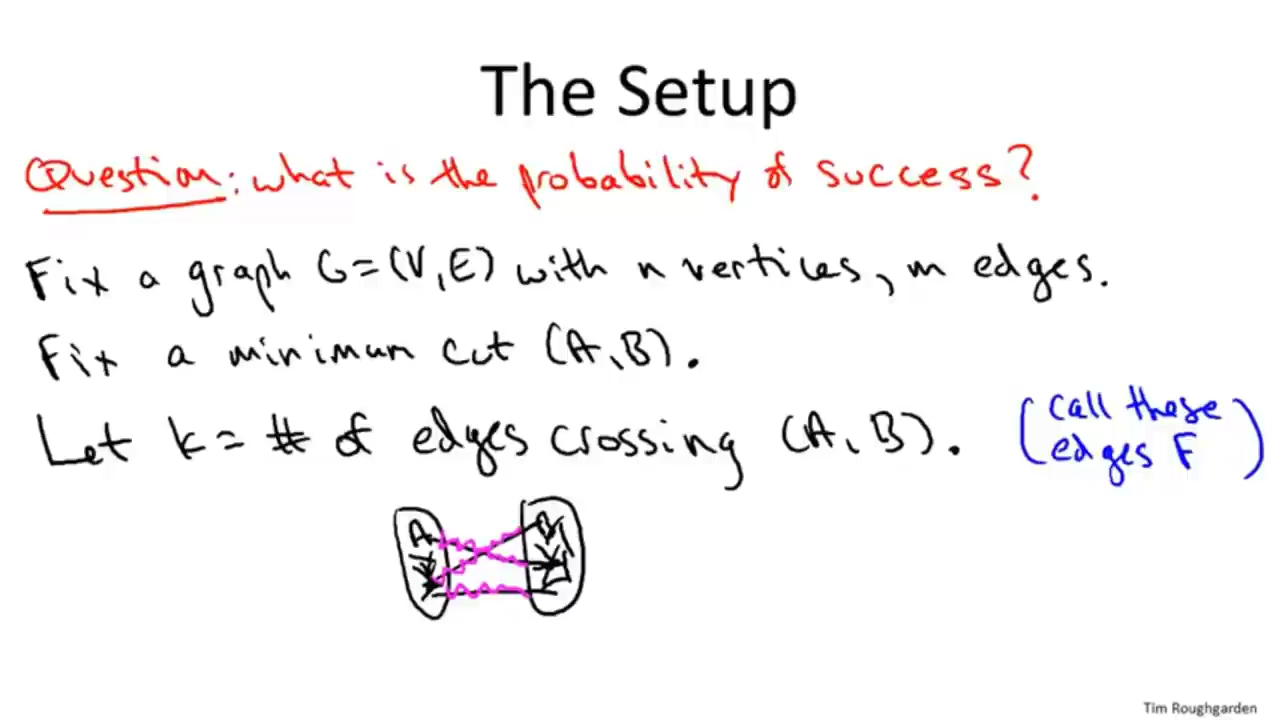 The Setup
Question: what is the probability of success?
Fix a graph G=(V,E) with n vertices, m edges.
Fix a minimum cut (A,B).
Let k = # of edges crossing (A,B). (call these edges F)
A B
Tim Roughgarden